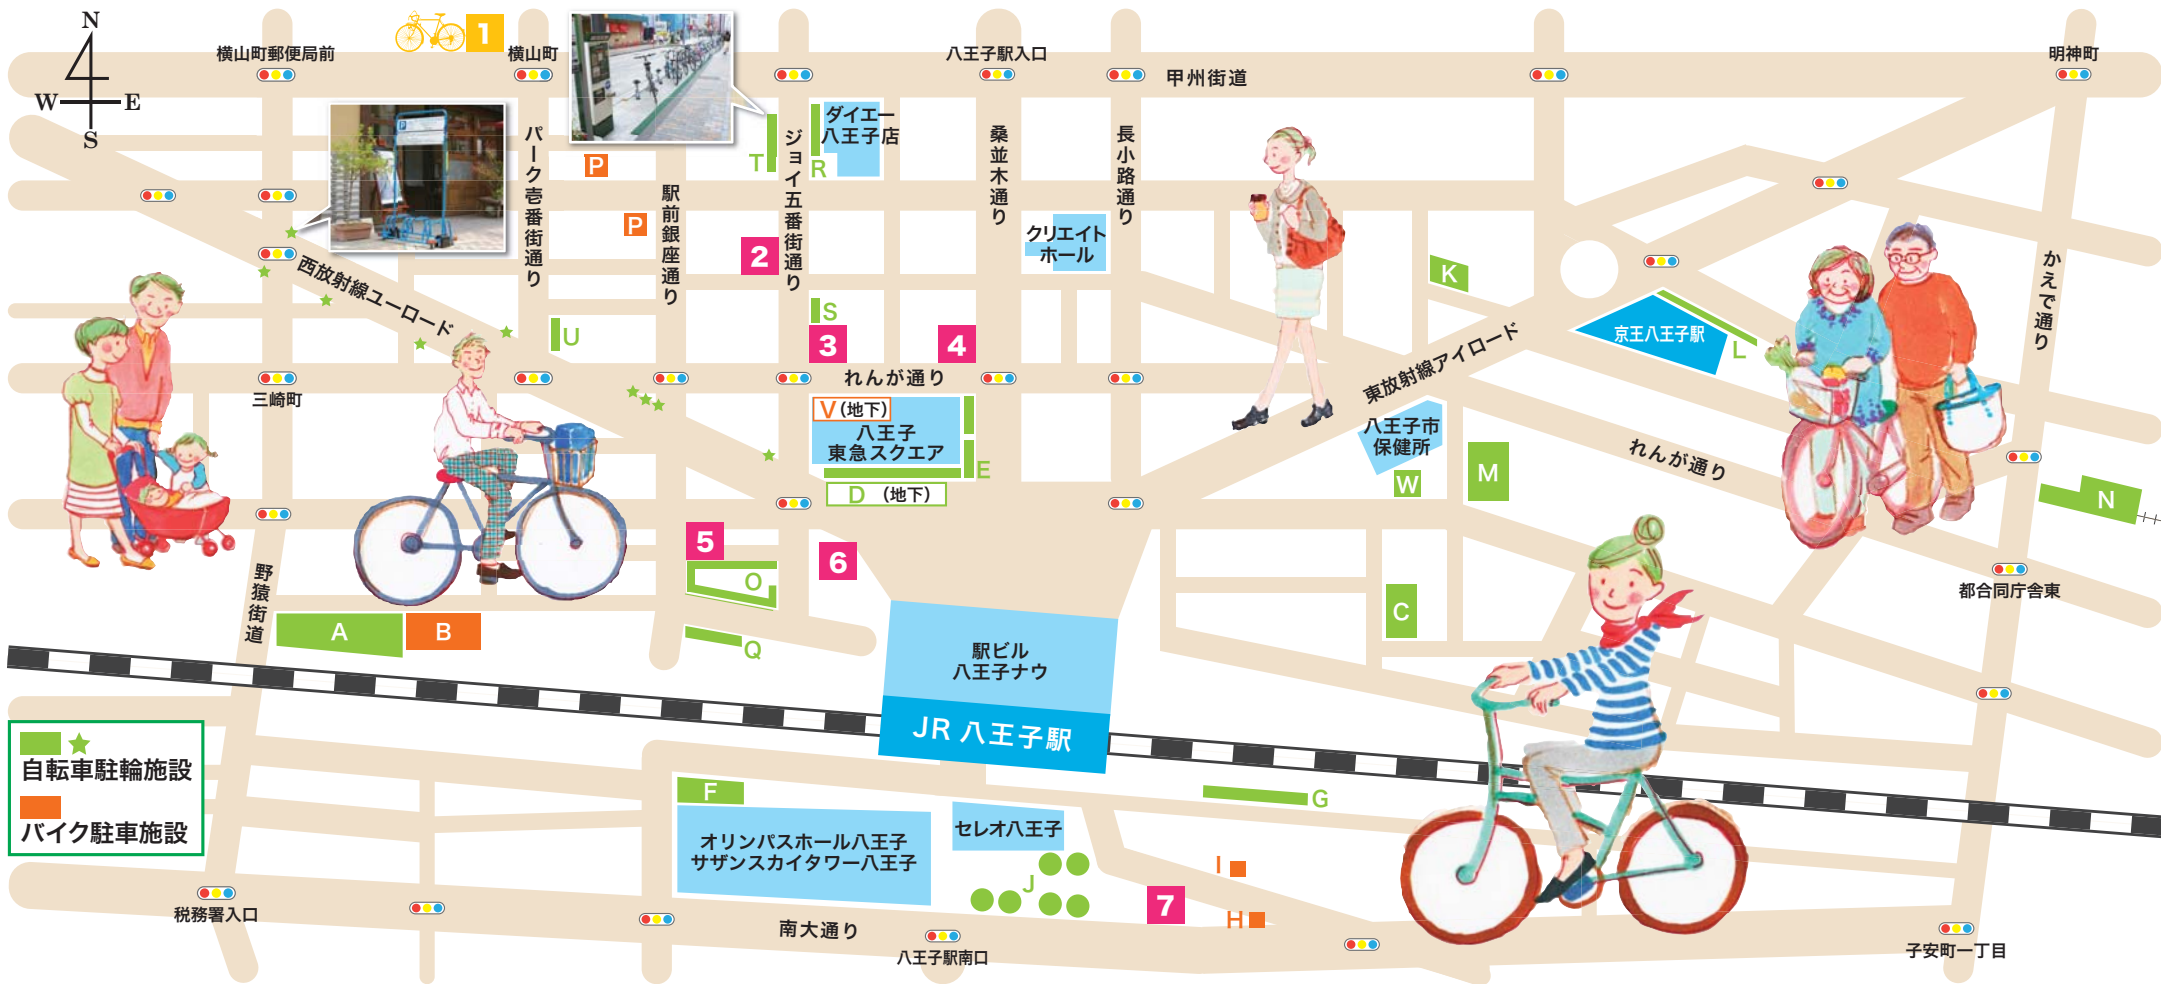 N
W E
S
1
横山町郵便局前
横山町
八王子駅入口
甲州街道
明神町
ダイエー
八王子店
P
P
T
R
パーク壱番街通り
駅前銀座通り
ジョイ五番街通り
桑並木通り
長小路通り
クリエイト
ホール
2
K
かえで通り
西放射線ユーロード
U
S
3
4
京王八王子駅
L
三崎町
れんが通り
東放射線アイロード
V（地下）
八王子
東急スクエア
E
D（地下）
八王子市
保健所
W
M
れんが通り
N
5
6
O
Q
野猿街道
A
B
C
都合同庁舎東
駅ビル
八王子ナウ
JR 八王子駅
自転車駐輪施設
バイク駐車施設
F
オリンパスホール八王子
サザンスカイタワー八王子
セレオ八王子
G
I
J
H
7
税務署入口
南大通り
八王子駅南口
子安町一丁目